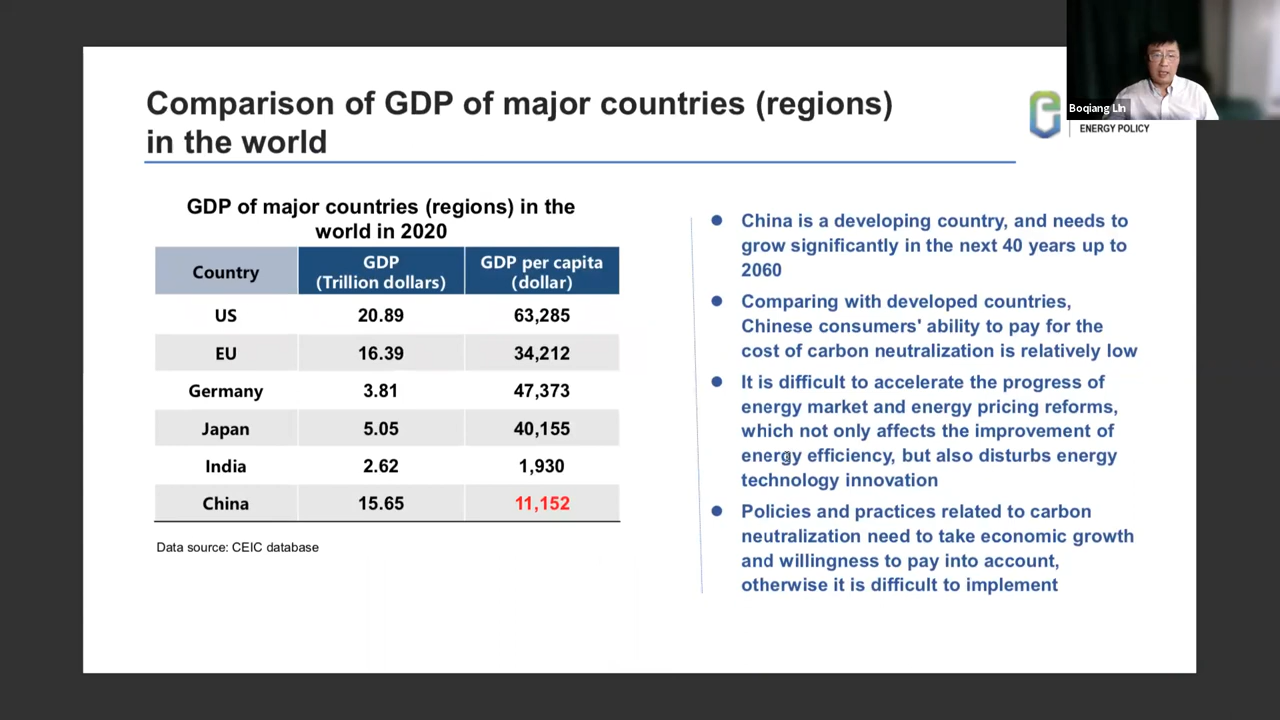 Comparison of GDP of major countries (regions)
in the world
Boqiang LIn
ENERGY POLICY
GDP of major countries (regions) in the
world in 2020
Country GDP (Trillion dollars) GDP per capita (dollar)
US 20.89 63,285
EU 16.39 34,212
Germany 3.81 47,373
Japan 5.05 40,155
India 2.62 1,930
China 15.65 11,152
Data source: CEIC database
● China is a developing country, and needs to
grow significantly in the next 40 years up to
2060
● Comparing with developed countries,
Chinese consumers' ability to pay for the
cost of carbon neutralization is relatively low
● It is difficult to accelerate the progress of
energy market and energy pricing reforms,
which not only affects the improvement of
energy efficiency, but also disturbs energy
technology innovation
● Policies and practices related to carbon
neutralization need to take economic growth
and willingness to pay into account,
otherwise it is difficult to implement